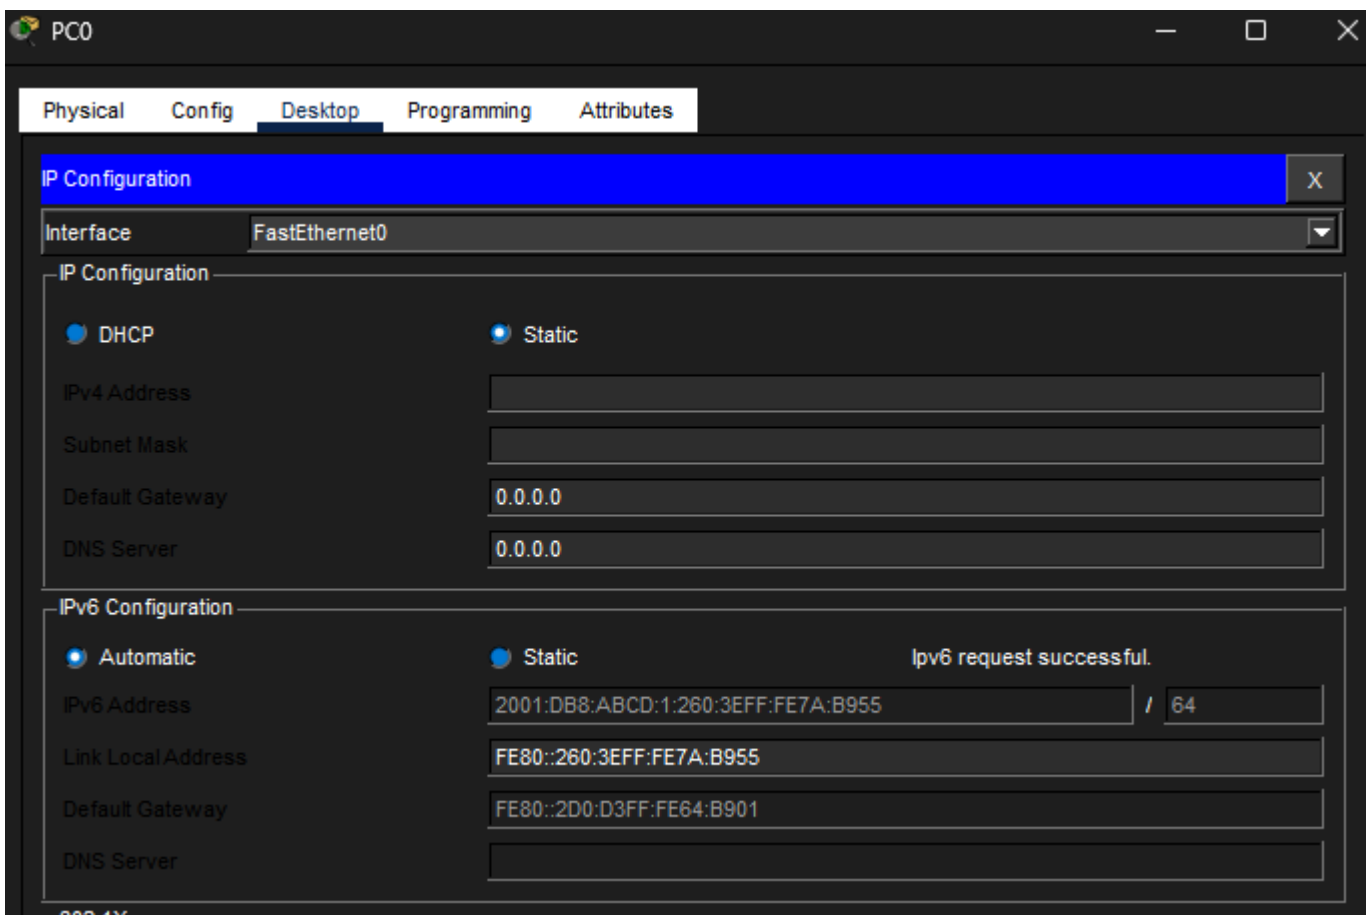 PC0
Physical Config Desktop Programming Attributes
IP Configuration X
Interface FastEthernet0
IP Configuration
DHCP Static
IPv4 Address
Subnet Mask
Default Gateway 0.0.0.0
DNS Server 0.0.0.0
IPv6 Configuration
Automatic Static Ipv6 request successful.
IPv6 Address 2001:DB8:ABCD:1:260:3EFF:FE7A:B955 / 64
Link Local Address FE80::260:3EFF:FE7A:B955
Default Gateway FE80::2D0:D3FF:FE64:B901
DNS Server